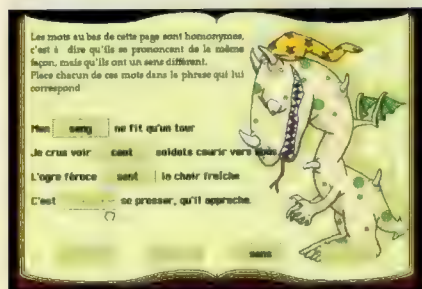 Les mots au bas de cette page sont homonymes,
c'est à dire qu'ils se prononcent de la même
façon, mais qu'ils ont un sens différent.
Place chacun de ces mots dans la phrase qui lui
correspond
Mon sang ne fit qu'un tour
Je crus voir cent soldats courir vers nous
L'ogre féroce sent la chair fraîche
C'est se presser, qu'il approche.
sans